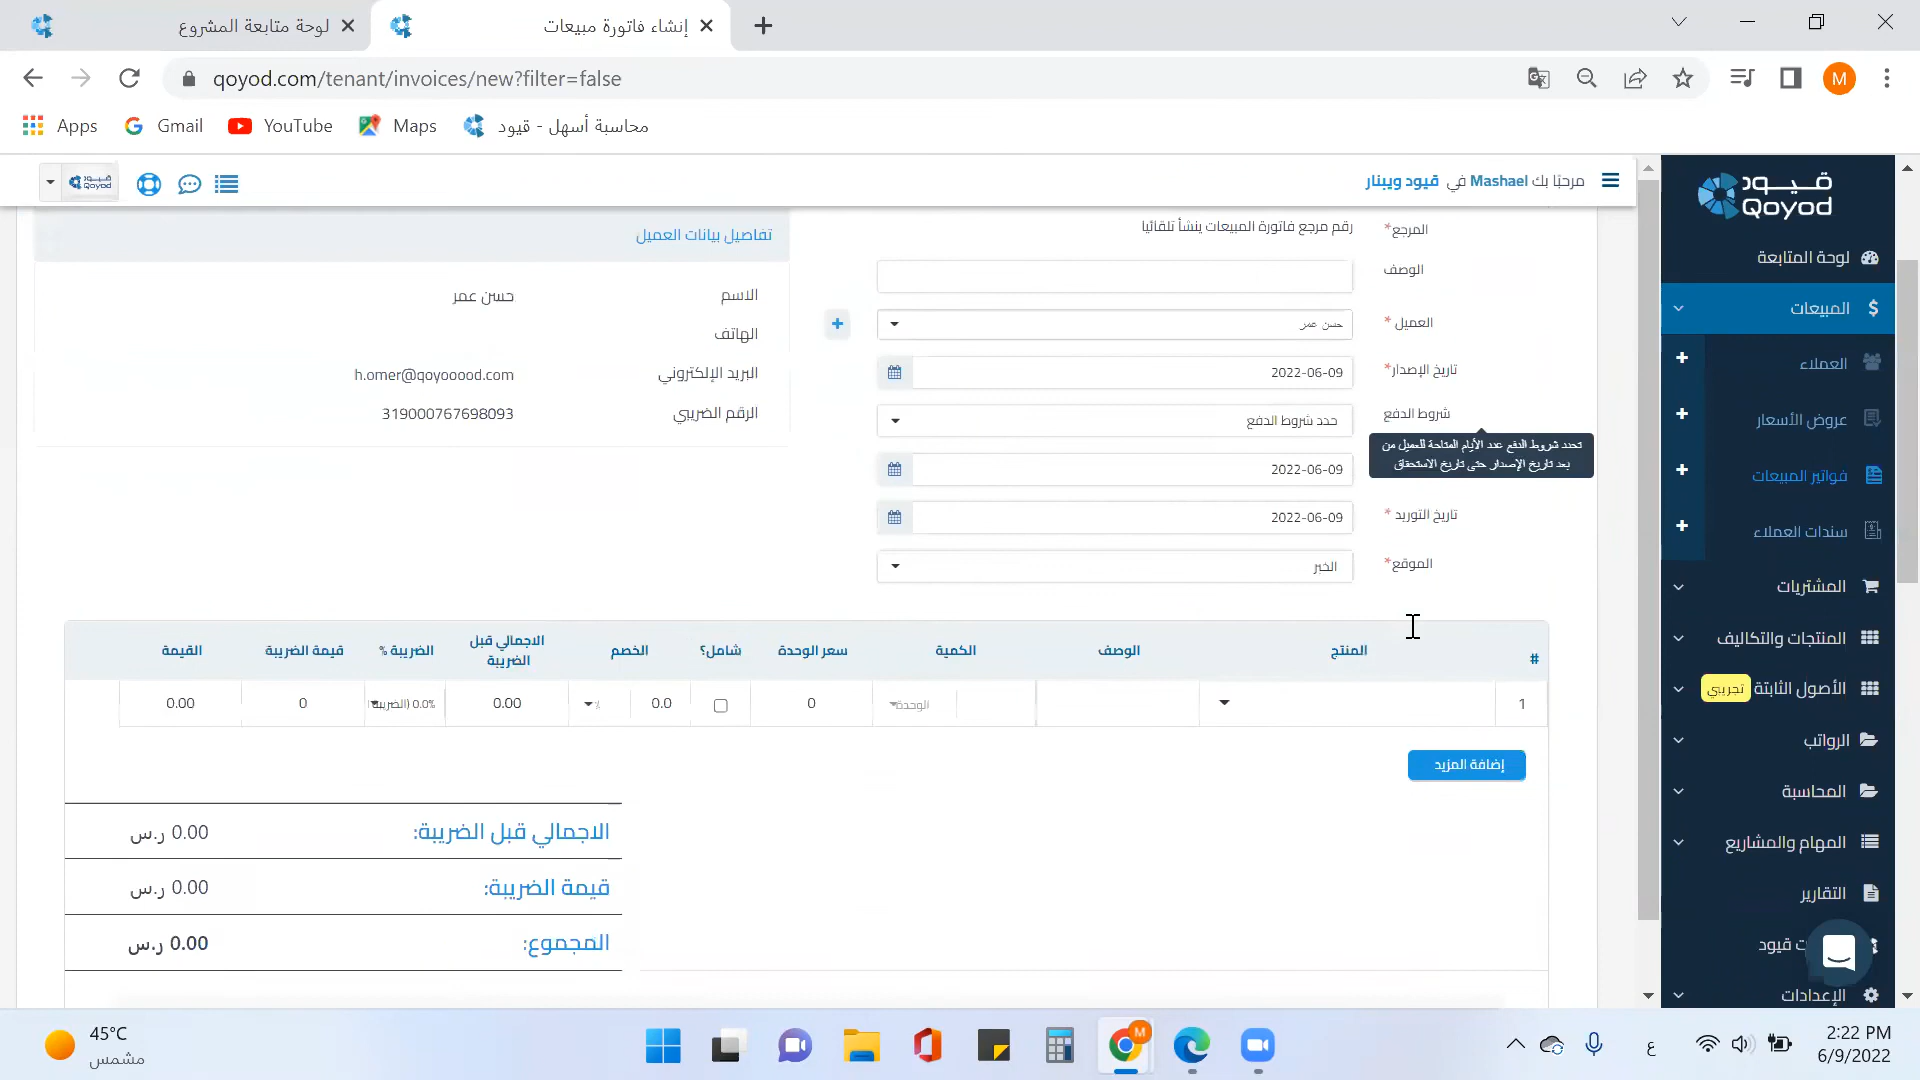 لوحة متابعة المشروع
إنشاء فاتورة مبيعات
qoyod.com/tenant/invoices/new?filter=false
M
Apps
Gmail
YouTube
Maps
محاسبة أسهل - قيود
قيود
Qoyod
مرحبًا بك Mashael في قيود ويبينار
قيود
Qoyod
لوحة المتابعة
المبيعات
العملاء
عروض الأسعار
فواتير المبيعات
سندات العملاء
المشتريات
المنتجات والتكاليف
الأصول الثابتة تجريبي
الرواتب
المحاسبة
المهام والمشاريع
التقارير
ت قيود
الإعدادات
المرجع*
رقم مرجع فاتورة المبيعات ينشأ تلقائيا
الوصف
العميل *
حسن عمر
تاريخ الإصدار*
2022-06-09
شروط الدفع
حدد شروط الدفع
تحدد شروط الدفع عدد الأيام المتاحة للعميل من
بعد تاريخ الإصدار حتى تاريخ الاستحقاق
2022-06-09
تاريخ التوريد *
2022-06-09
الموقع*
الخبر
تفاصيل بيانات العميل
الاسم
حسن عمر
الهاتف
البريد الإلكتروني
h.omer@qoyooood.com
الرقم الضريبي
319000767698093
#
المنتج
الوصف
الكمية
سعر الوحدة
شامل؟
الخصم
الاجمالي قبل
الضريبة
الضريبة %
قيمة الضريبة
القيمة
1
الوحدة
0
0.0
٪
0.00
0.0% (الضريبة
0
0.00
إضافة المزيد
الاجمالي قبل الضريبة:
0.00 ر.س
قيمة الضريبة:
0.00 ر.س
المجموع:
0.00 ر.س
45°C
مشمس
M
ع
2:22 PM
6/9/2022